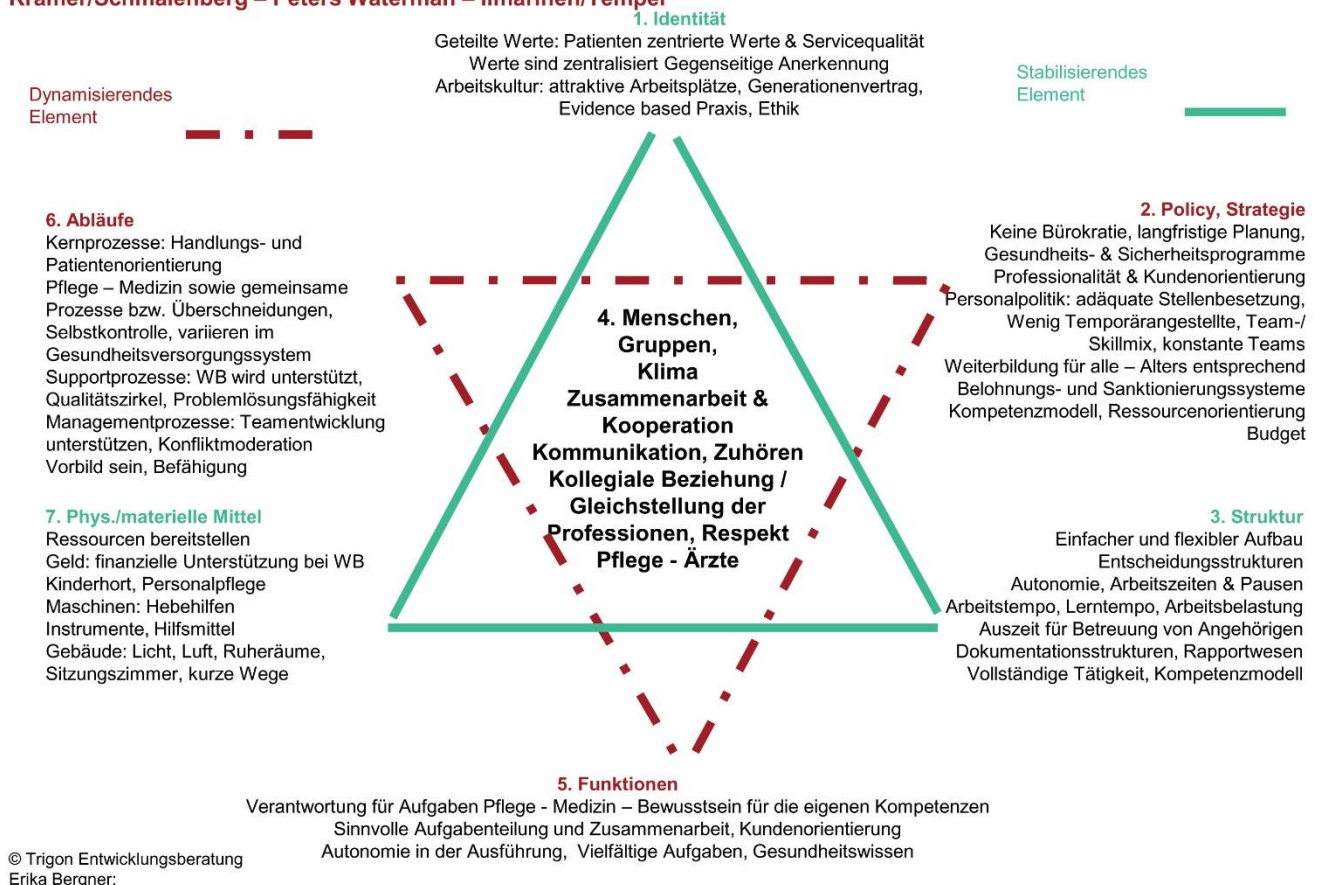 Kramer/Schmalenberg – Peters Waterman – Ilmarinen/Tempel
1. Identität
Geteilte Werte: Patienten zentrierte Werte & Servicequalität
Werte sind zentralisiert Gegenseitige Anerkennung
Arbeitskultur: attraktive Arbeitsplätze, Generationenvertrag,
Evidence based Praxis, Ethik
Dynamisierendes
Element
Stabilisierendes
Element
6. Abläufe
Kernprozesse: Handlungs- und
Patientenorientierung
Pflege – Medizin sowie gemeinsame
Prozesse bzw. Überschneidungen,
Selbstkontrolle, variieren im
Gesundheitsversorgungssystem
Supportprozesse: WB wird unterstützt,
Qualitätszirkel, Problemlösungsfähigkeit
Managementprozesse: Teamentwicklung
unterstützen, Konfliktmoderation
Vorbild sein, Befähigung
2. Policy, Strategie
Keine Bürokratie, langfristige Planung,
Gesundheits- & Sicherheitsprogramme
Professionalität & Kundenorientierung
Personalpolitik: adäquate Stellenbesetzung,
Wenig Temporärangestellte, Team-/
Skillmix, konstante Teams
Weiterbildung für alle – Alters entsprechend
Belohnungs- und Sanktionierungssysteme
Kompetenzmodell, Ressourcenorientierung
Budget
4. Menschen,
Gruppen,
Klima
Zusammenarbeit &
Kooperation
Kommunikation, Zuhören
Kollegiale Beziehung /
Gleichstellung der
Professionen, Respekt
Pflege - Ärzte
7. Phys./materielle Mittel
Ressourcen bereitstellen
Geld: finanzielle Unterstützung bei WB
Kinderhort, Personalpflege
Maschinen: Hebehilfen
Instrumente, Hilfsmittel
Gebäude: Licht, Luft, Ruheräume,
Sitzungszimmer, kurze Wege
3. Struktur
Einfacher und flexibler Aufbau
Entscheidungsstrukturen
Autonomie, Arbeitszeiten & Pausen
Arbeitstempo, Lerntempo, Arbeitsbelastung
Auszeit für Betreuung von Angehörigen
Dokumentationsstrukturen, Rapportwesen
Vollständige Tätigkeit, Kompetenzmodell
5. Funktionen
Verantwortung für Aufgaben Pflege - Medizin – Bewusstsein für die eigenen Kompetenzen
Sinnvolle Aufgabenteilung und Zusammenarbeit, Kundenorientierung
Autonomie in der Ausführung, Vielfältige Aufgaben, Gesundheitswissen
© Trigon Entwicklungsberatung
Erika Bergner: